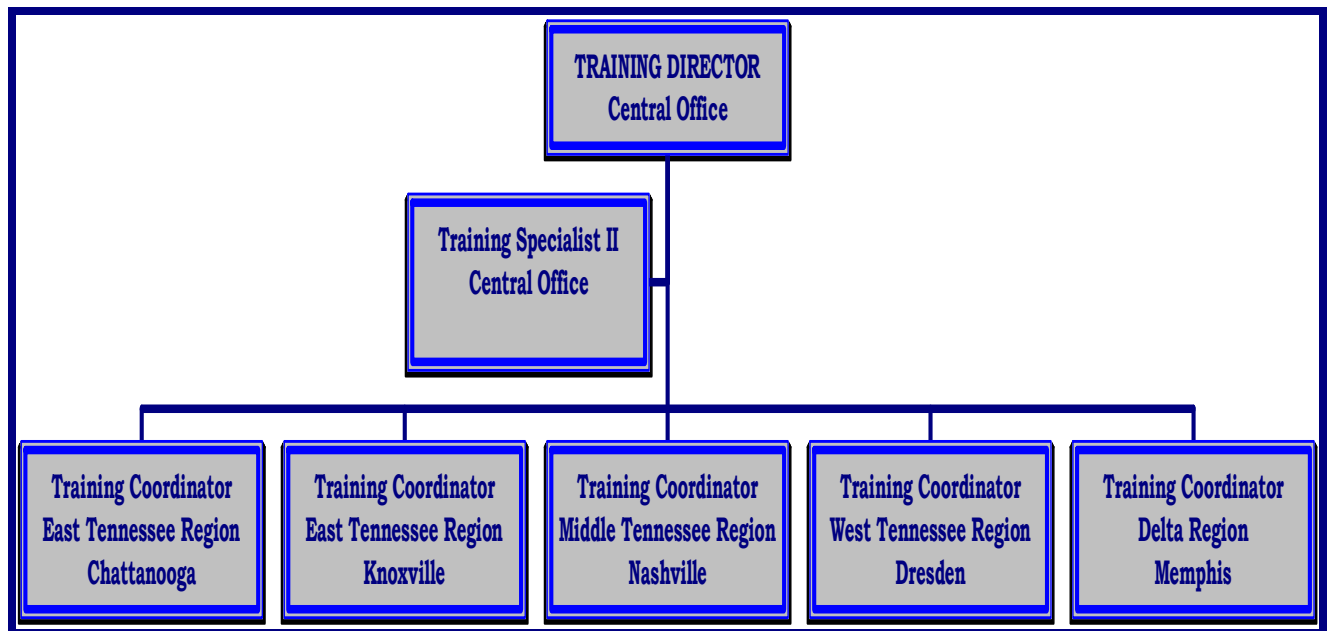 TRAINING DIRECTOR
Central Office
Training Specialist II
Central Office
Training Coordinator
East Tennessee Region
Chattanooga
Training Coordinator
East Tennessee Region
Knoxville
Training Coordinator
Middle Tennessee Region
Nashville
Training Coordinator
West Tennessee Region
Dresden
Training Coordinator
Delta Region
Memphis